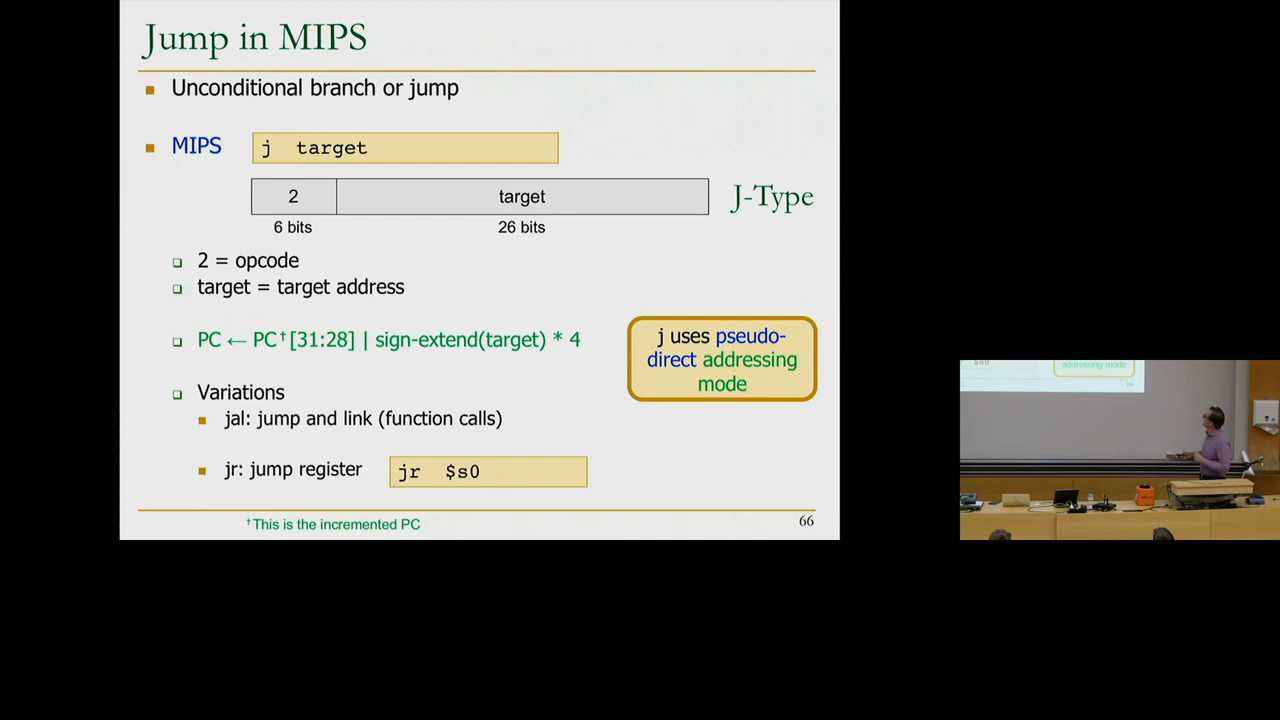 Jump in MIPS
Unconditional branch or jump
MIPS
j target
2
target
J-Type
6 bits
26 bits
2 = opcode
target = target address
PC ← PC†[31:28] | sign-extend(target) * 4
j uses pseudo-
direct addressing
mode
Variations
jal: jump and link (function calls)
jr: jump register
jr $s0
†This is the incremented PC
66
addressing mode